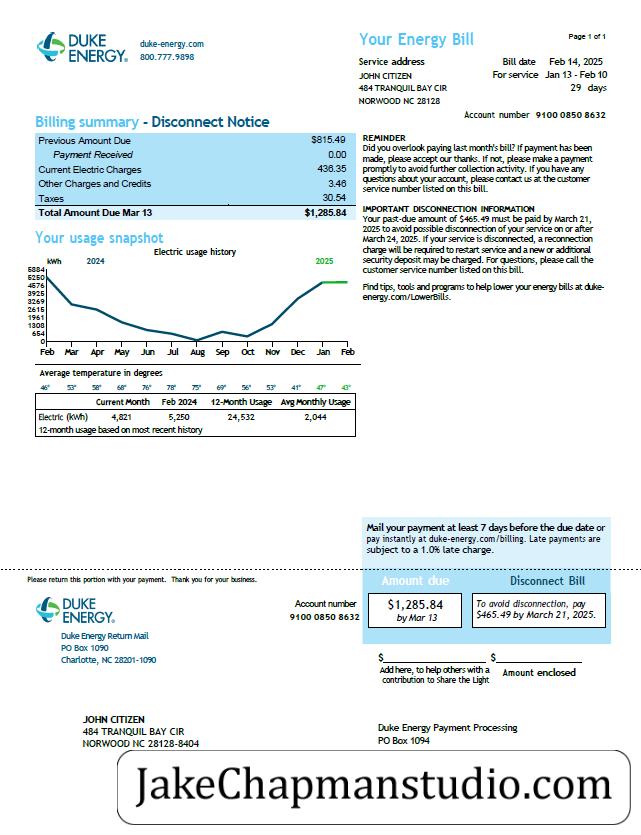 DUKE ENERGY®
duke-energy.com
800.777.9898
Your Energy Bill
Page 1 of 1
Service address
JOHN CITIZEN
484 TRANQUIL BAY CIR
NORWOOD NC 28128
Bill date Feb 14, 2025
For service Jan 13 - Feb 10
29 days
Account number 9100 0850 8632
Billing summary - Disconnect Notice
Previous Amount Due $815.49
Payment Received 0.00
Current Electric Charges 436.35
Other Charges and Credits 3.46
Taxes 30.54
Total Amount Due Mar 13 $1,285.84
REMINDER
Did you overlook paying last month's bill? If payment has been
made, please accept our thanks. If not, please make a payment
promptly to avoid further collection activity. If you have any
questions about your account, please contact us at the customer
service number listed on this bill.
IMPORTANT DISCONNECTION INFORMATION
Your past-due amount of $465.49 must be paid by March 21,
2025 to avoid possible disconnection of your service on or after
March 24, 2025. If your service is disconnected, a reconnection
charge will be required to restart service and a new or additional
security deposit may be charged. For questions, please call the
customer service number listed on this bill.
Find tips, tools and programs to help lower your energy bills at duke-
energy.com/LowerBills.
Your usage snapshot
Electric usage history
kWh 2024 2025
5884
5250
4576
3925
3269
2615
1961
1308
654
0
Feb Mar Apr May Jun Jul Aug Sep Oct Nov Dec Jan Feb
Average temperature in degrees
46° 53° 58° 68° 76° 78° 75° 69° 56° 53° 41° 47° 43°
Current Month Feb 2024 12-Month Usage Avg Monthly Usage
Electric (kWh) 4,821 5,250 24,532 2,044
12-month usage based on most recent history
Mail your payment at least 7 days before the due date or
pay instantly at duke-energy.com/billing. Late payments are
subject to a 1.0% late charge.
Please return this portion with your payment. Thank you for your business.
Amount due
Disconnect Bill
DUKE ENERGY®
Account number
9100 0850 8632
$1,285.84
by Mar 13
To avoid disconnection, pay
$465.49 by March 21, 2025.
Duke Energy Return Mail
PO Box 1090
Charlotte, NC 28201-1090
$ $
Add here, to help others with a
contribution to Share the Light
Amount enclosed
JOHN CITIZEN
484 TRANQUIL BAY CIR
NORWOOD NC 28128-8404
Duke Energy Payment Processing
PO Box 1094
JakeChapmanstudio.com